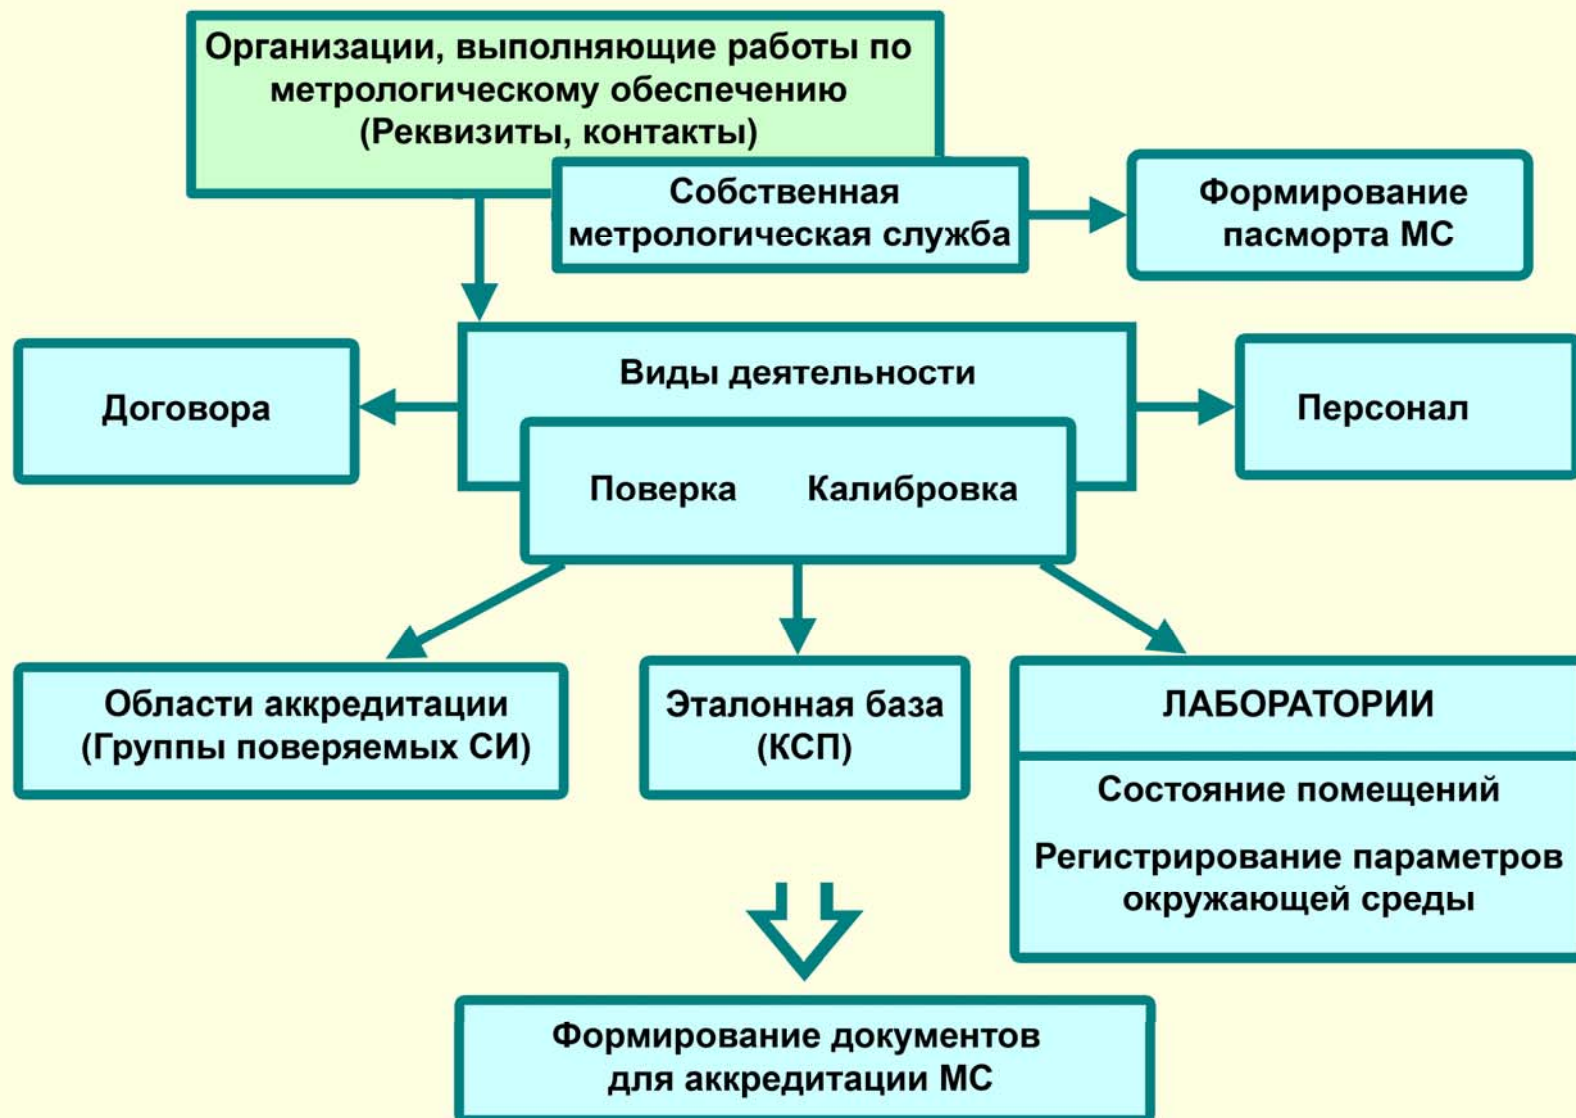 Организации, выполняющие работы по
метрологическому обеспечению
(Реквизиты, контакты)
Собственная
метрологическая служба
Формирование
пасморта МС
Договора
Виды деятельности
Персонал
Поверка Калибровка
Области аккредитации
(Группы поверяемых СИ)
Эталонная база
(КСП)
ЛАБОРАТОРИИ
Состояние помещений
Регистрирование параметров
окружающей среды
Формирование документов
для аккредитации МС